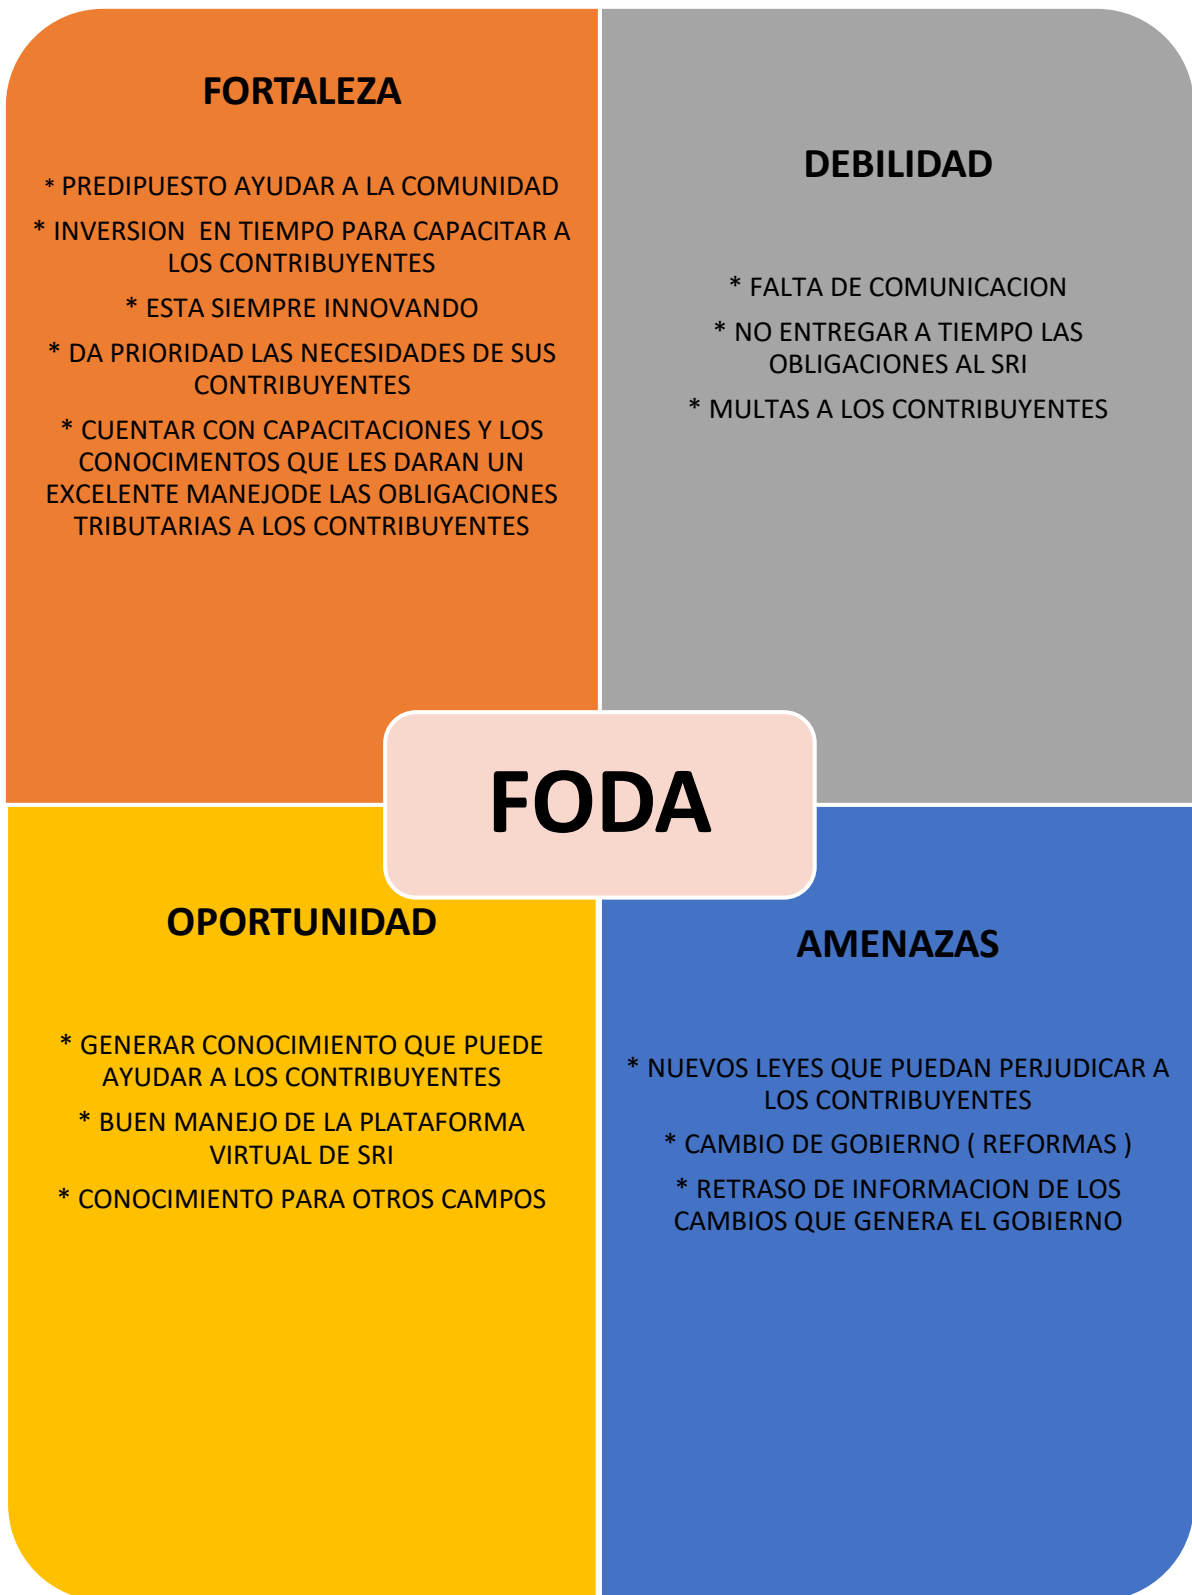 FORTALEZA
* PREDIPUESTO AYUDAR A LA COMUNIDAD
* INVERSION  EN TIEMPO PARA CAPACITAR A
LOS CONTRIBUYENTES
* ESTA SIEMPRE INNOVANDO
* DA PRIORIDAD LAS NECESIDADES DE SUS
CONTRIBUYENTES
* CUENTAR CON CAPACITACIONES Y LOS
CONOCIMENTOS QUE LES DARAN UN
EXCELENTE MANEJODE LAS OBLIGACIONES
TRIBUTARIAS A LOS CONTRIBUYENTES
DEBILIDAD
* FALTA DE COMUNICACION
* NO ENTREGAR A TIEMPO LAS
OBLIGACIONES AL SRI
* MULTAS A LOS CONTRIBUYENTES
FODA
OPORTUNIDAD
* GENERAR CONOCIMIENTO QUE PUEDE
AYUDAR A LOS CONTRIBUYENTES
* BUEN MANEJO DE LA PLATAFORMA
VIRTUAL DE SRI
* CONOCIMIENTO PARA OTROS CAMPOS
AMENAZAS
* NUEVOS LEYES QUE PUEDAN PERJUDICAR A
LOS CONTRIBUYENTES
* CAMBIO DE GOBIERNO ( REFORMAS )
* RETRASO DE INFORMACION DE LOS
CAMBIOS QUE GENERA EL GOBIERNO